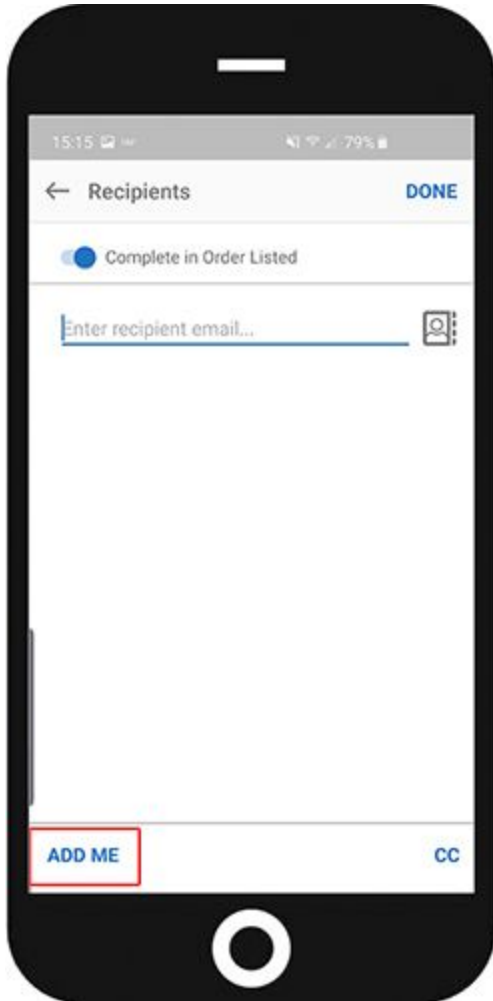 15:15 79%
Recipients DONE
Complete in Order Listed
Enter recipient email...
ADD ME CC